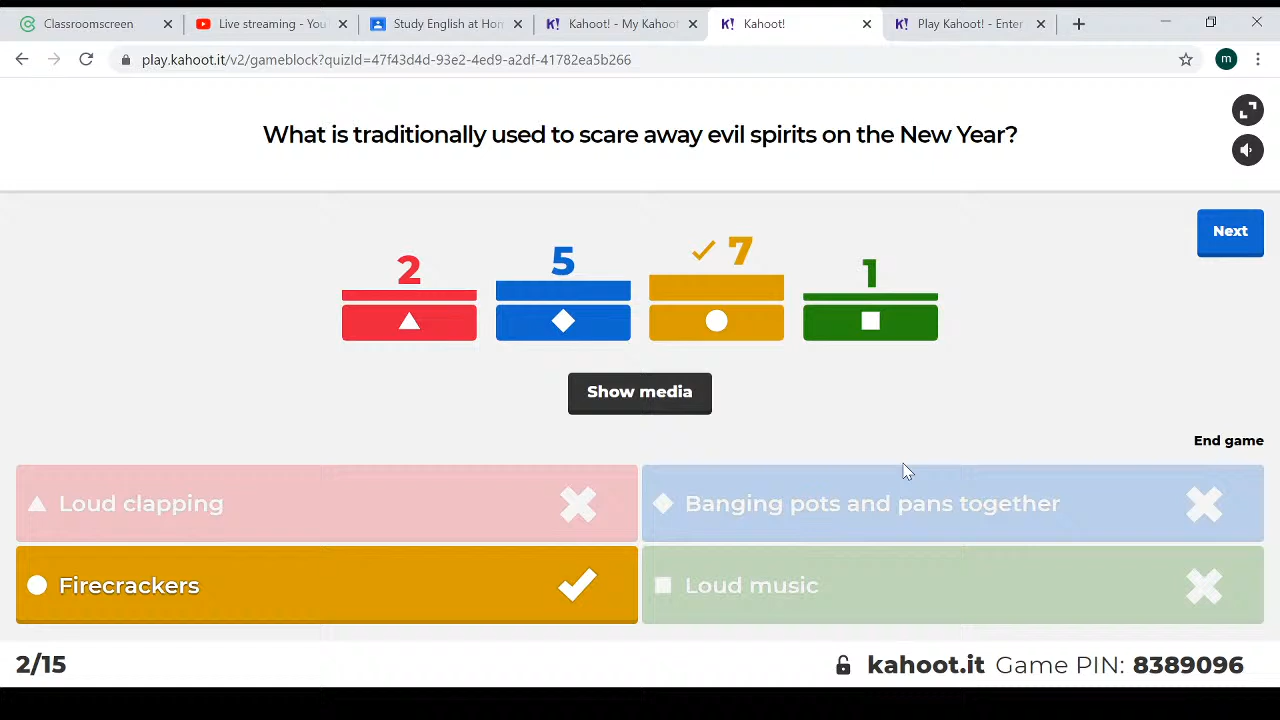 Classroomscreen
Live streaming - You
Study English at Hom
Kahoot! - My Kahoot
Kahoot!
Play Kahoot! - Enter
play.kahoot.it/v2/gameblock?quizId=47f43d4d-93e2-4ed9-a2df-41782ea5b266
m
What is traditionally used to scare away evil spirits on the New Year?
Next
2
5
7
1
Show media
End game
Loud clapping
Banging pots and pans together
Firecrackers
Loud music
2/15
kahoot.it Game PIN: 8389096